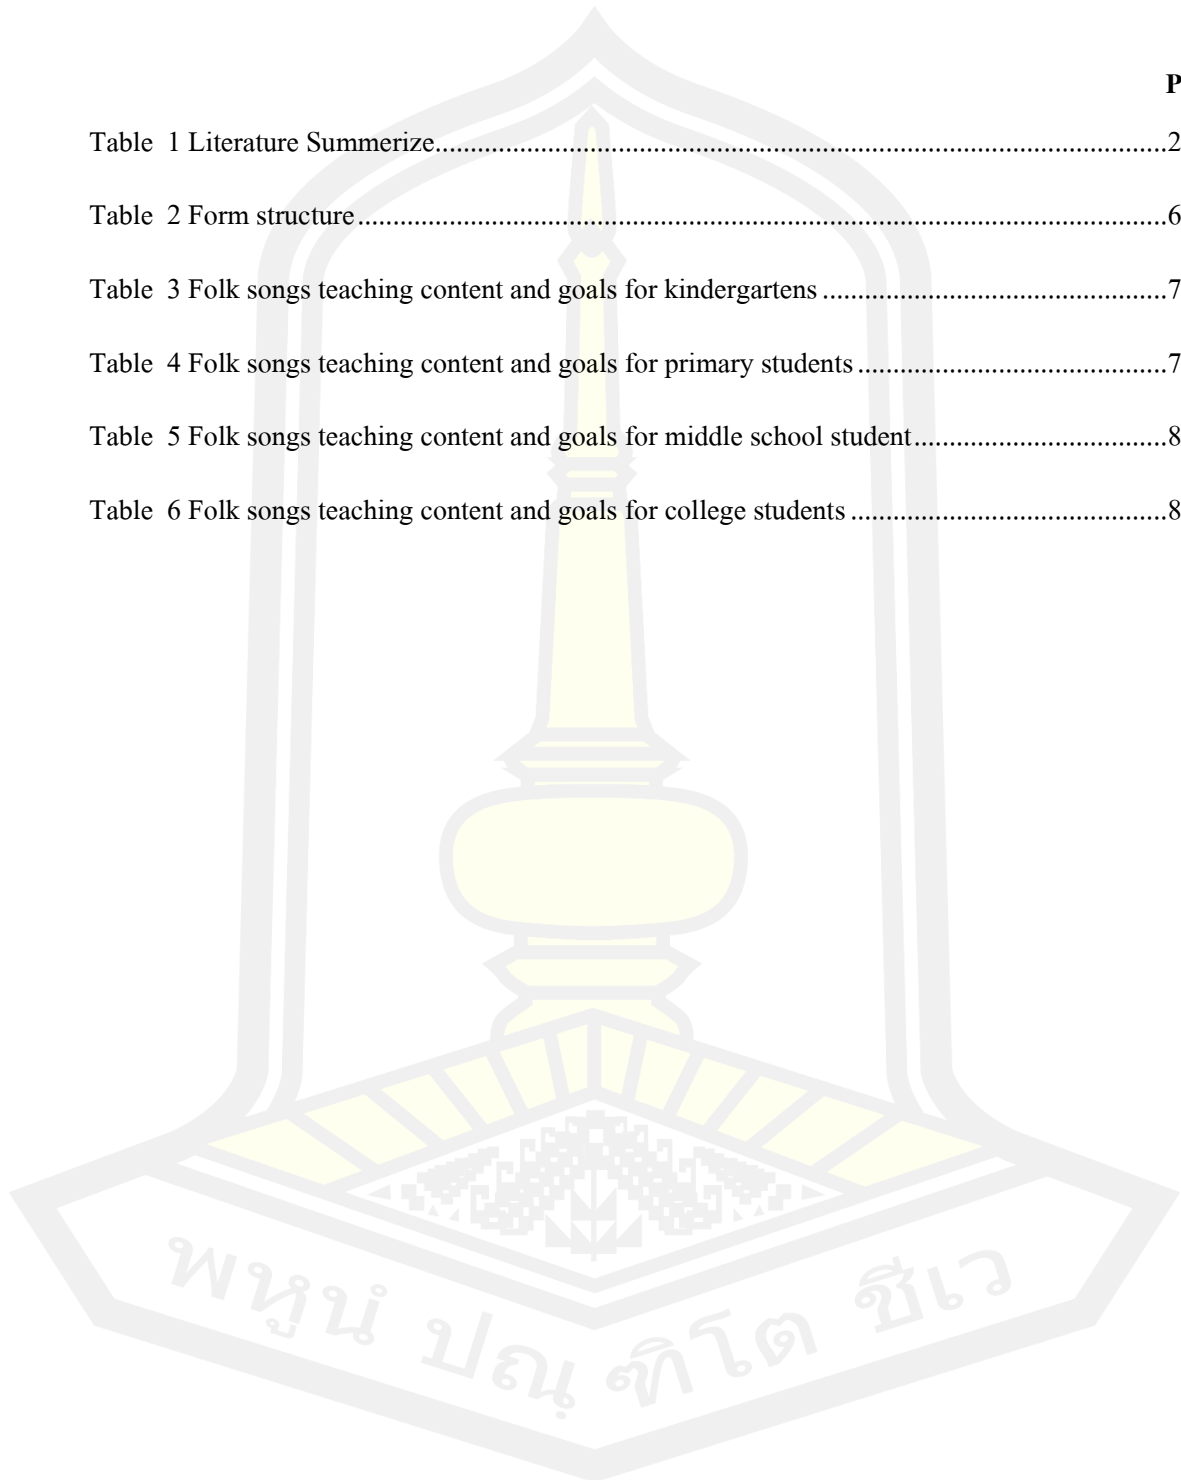 P
Table 1 Literature Summerize...........2
Table 2 Form structure...........6
Table 3 Folk songs teaching content and goals for kindergartens...........7
Table 4 Folk songs teaching content and goals for primary students...........7
Table 5 Folk songs teaching content and goals for middle school student...........8
Table 6 Folk songs teaching content and goals for college students...........8
พหูนํ ปณฺฑิโต ชีเว